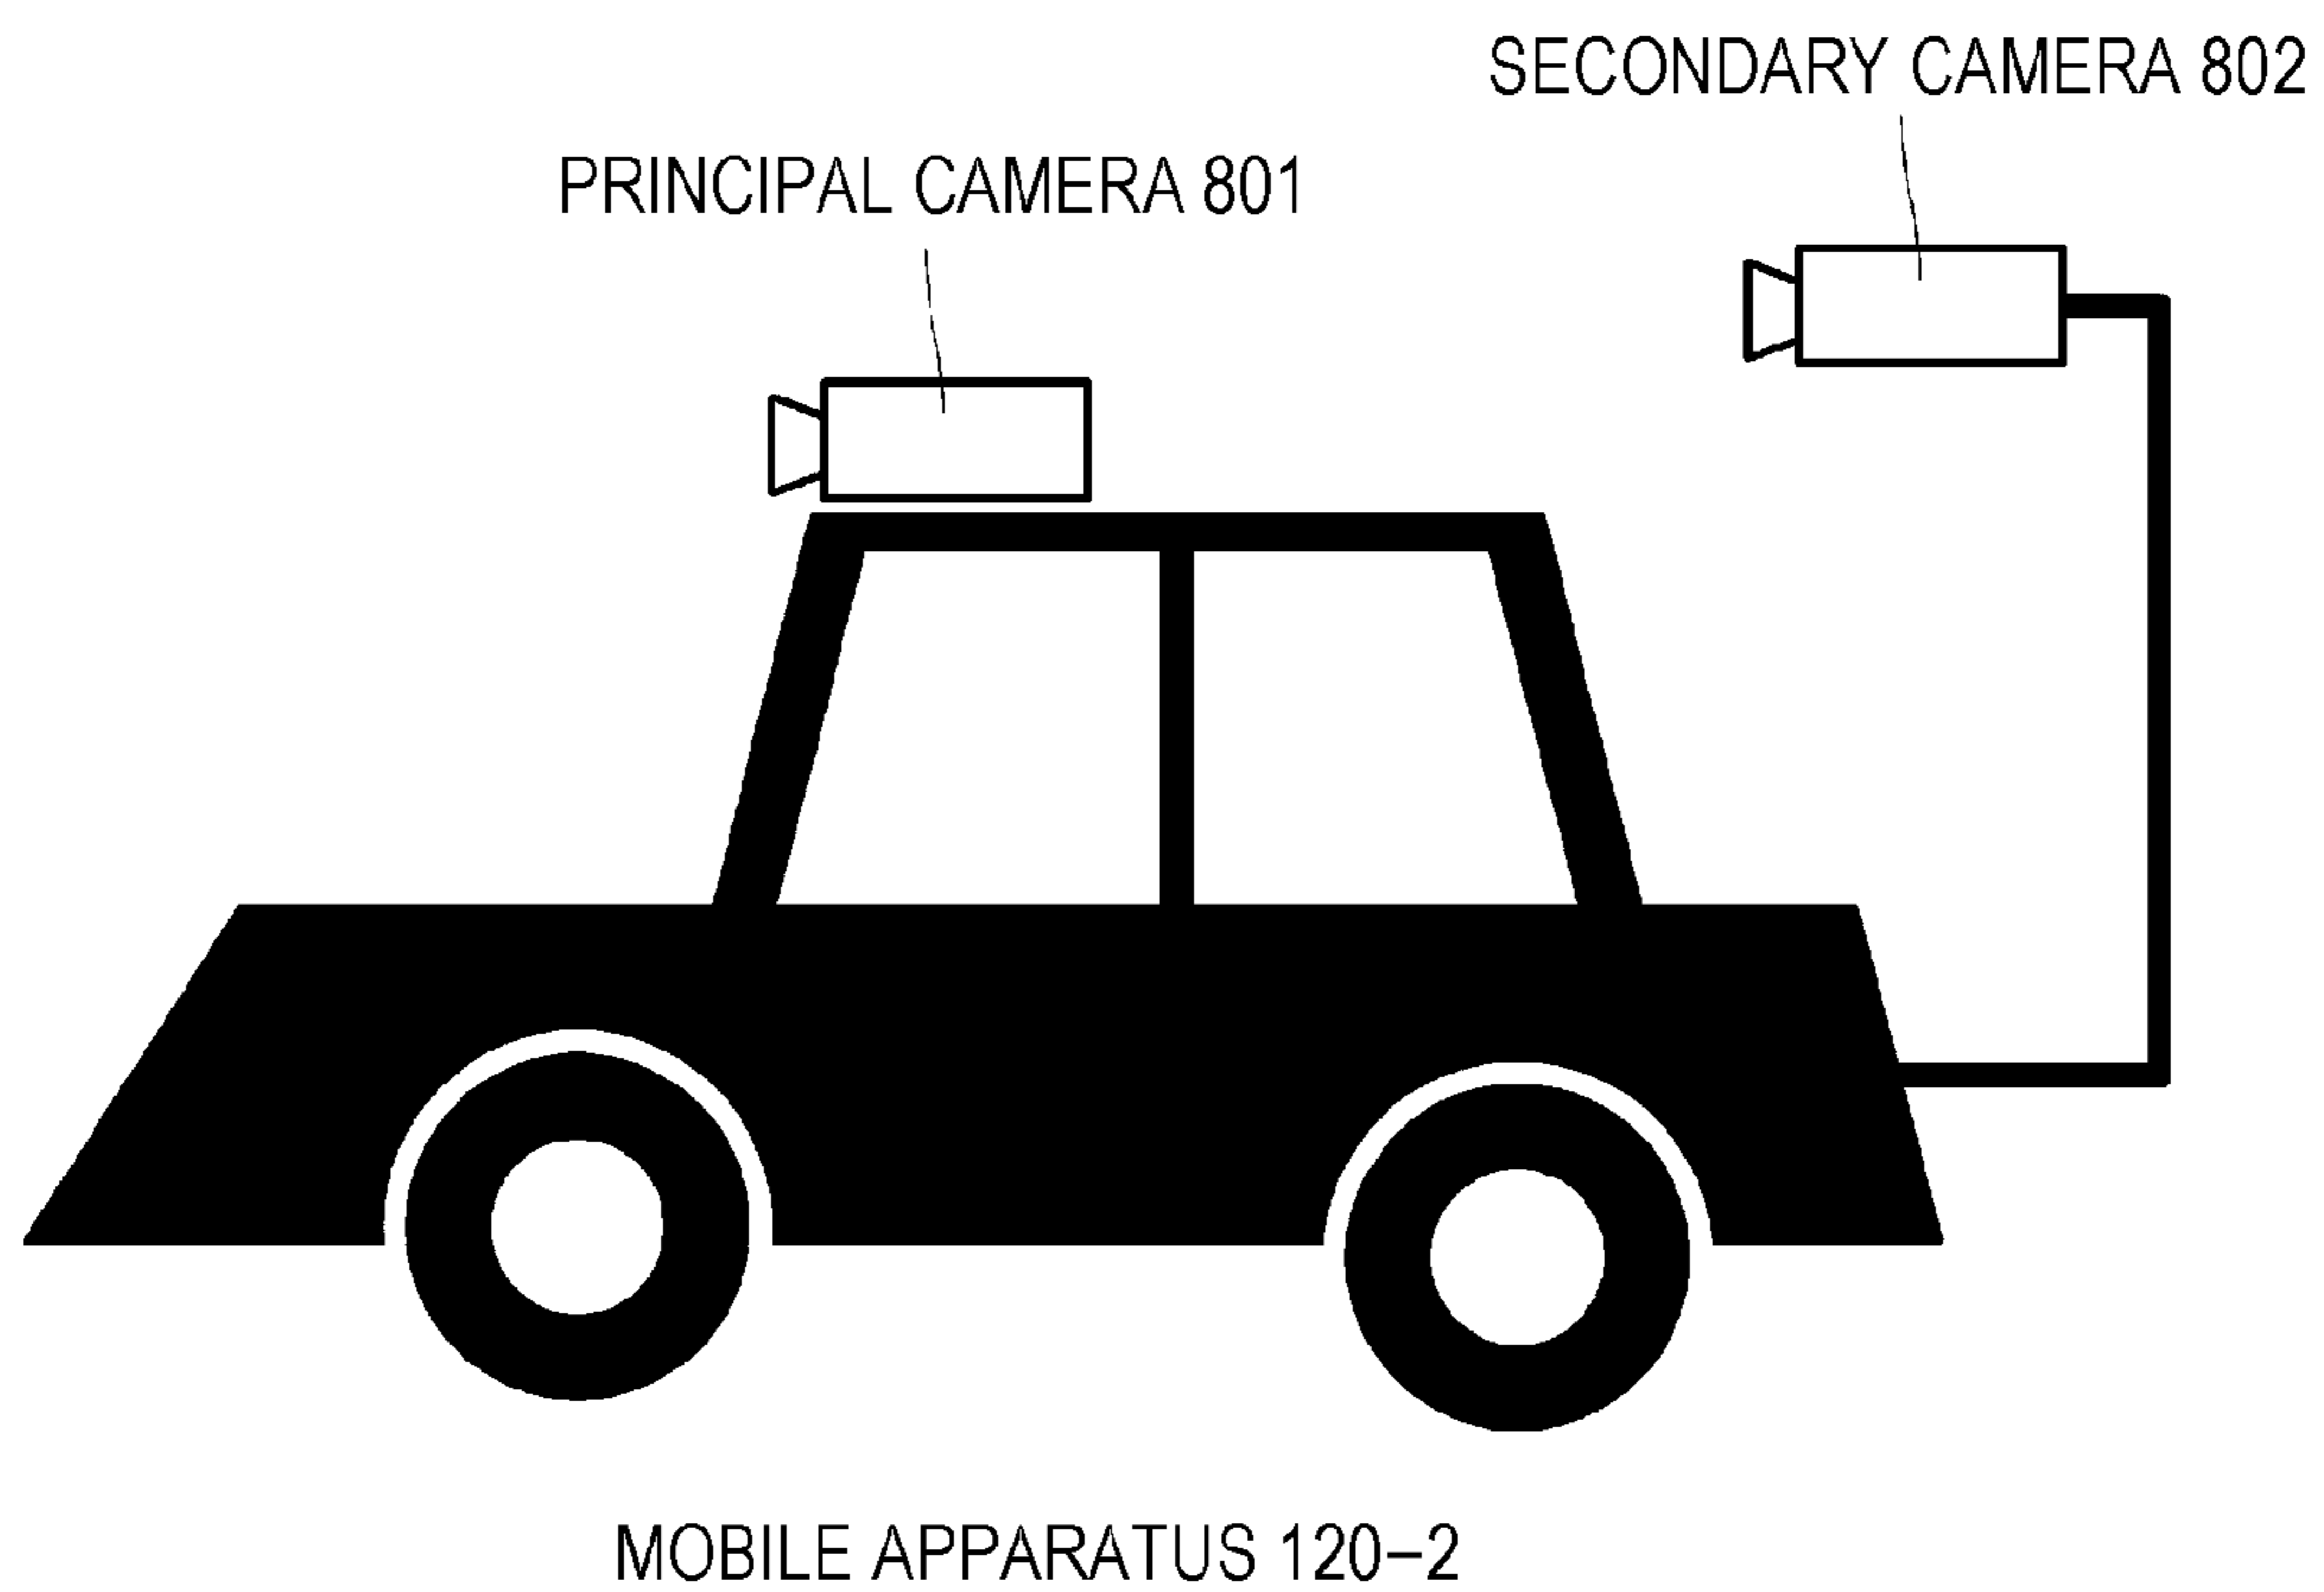 SECONDARY CAMERA 802
PRINCIPAL CAMERA 801
MOBILE APPARATUS 120-2